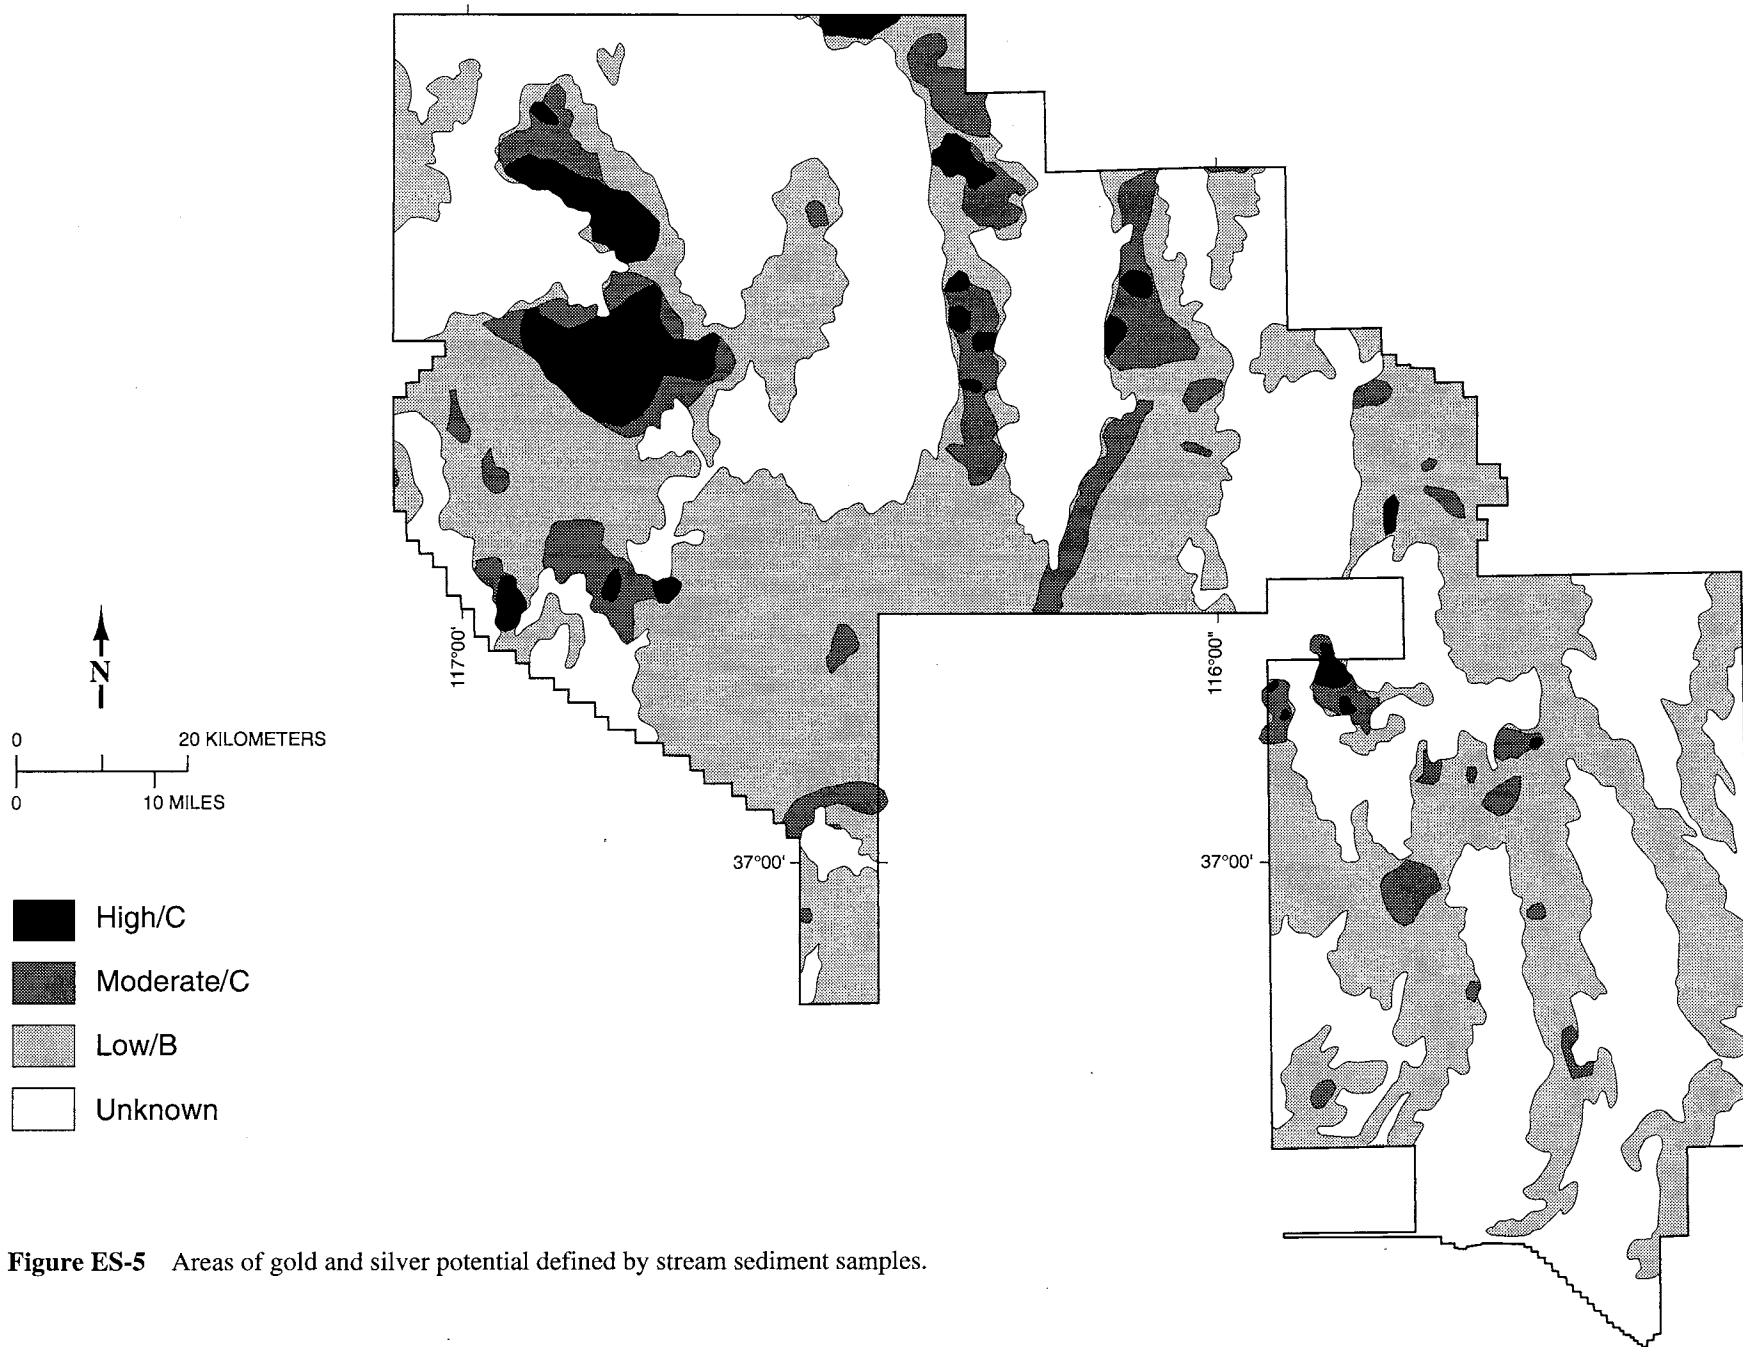 117°00'
116°00"
N
0 20 KILOMETERS
0 10 MILES
37°00'
37°00'
High/C
Moderate/C
Low/B
Unknown
Figure ES-5 Areas of gold and silver potential defined by stream sediment samples.